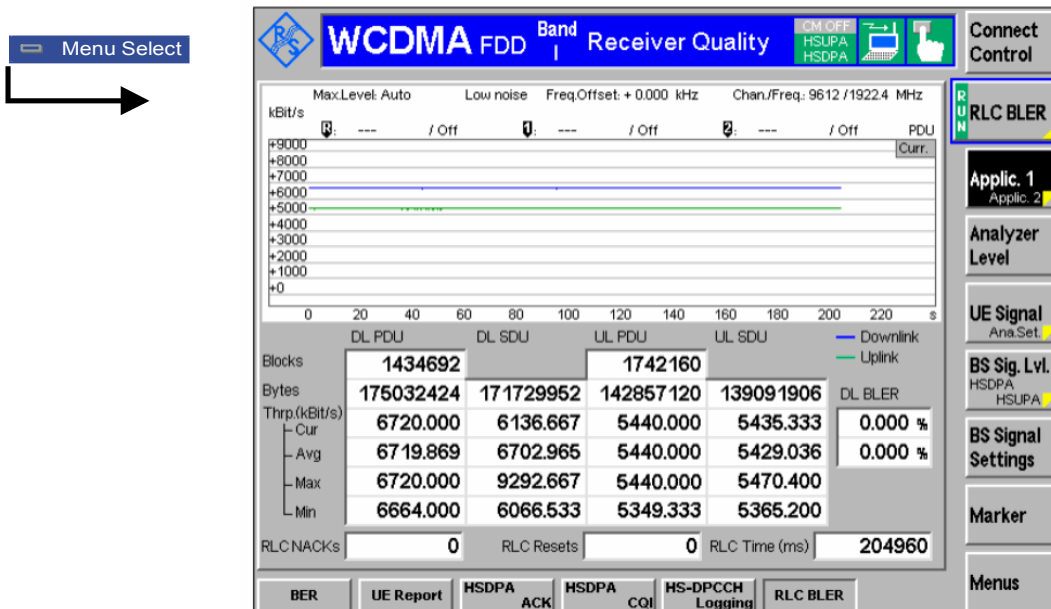 Menu Select
R&S WCDMA FDD Band I Receiver Quality CM OFF HSUPA HSDPA
Connect Control
Max.Level: Auto Low noise Freq.Offset: + 0.000 kHz Chan./Freq.: 9612 / 1922.4 MHz
kBit/s
R: --- / Off 1: --- / Off 2: --- / Off PDU
Curr.
+9000
+8000
+7000
+6000
+5000
+4000
+3000
+2000
+1000
+0
0 20 40 60 80 100 120 140 160 180 200 220 s
DL PDU DL SDU UL PDU UL SDU Downlink
Uplink
Blocks 1434692 1742160
Bytes 175032424 171729952 142857120 139091906 DL BLER
Thrp.(kBit/s)
Cur 6720.000 6136.667 5440.000 5435.333 0.000 %
Avg 6719.869 6702.965 5440.000 5429.036 0.000 %
Max 6720.000 9292.667 5440.000 5470.400
Min 6664.000 6066.533 5349.333 5365.200
RLC NACKs 0 RLC Resets 0 RLC Time (ms) 204960
RUN RLC BLER
Applic. 1
Applic. 2
Analyzer
Level
UE Signal
Ana.Set.
BS Sig. Lvl.
HSDPA
HSUPA
BS Signal
Settings
Marker
Menus
BER UE Report HSDPA ACK HSDPA CQI HS-DPCCH Logging RLC BLER